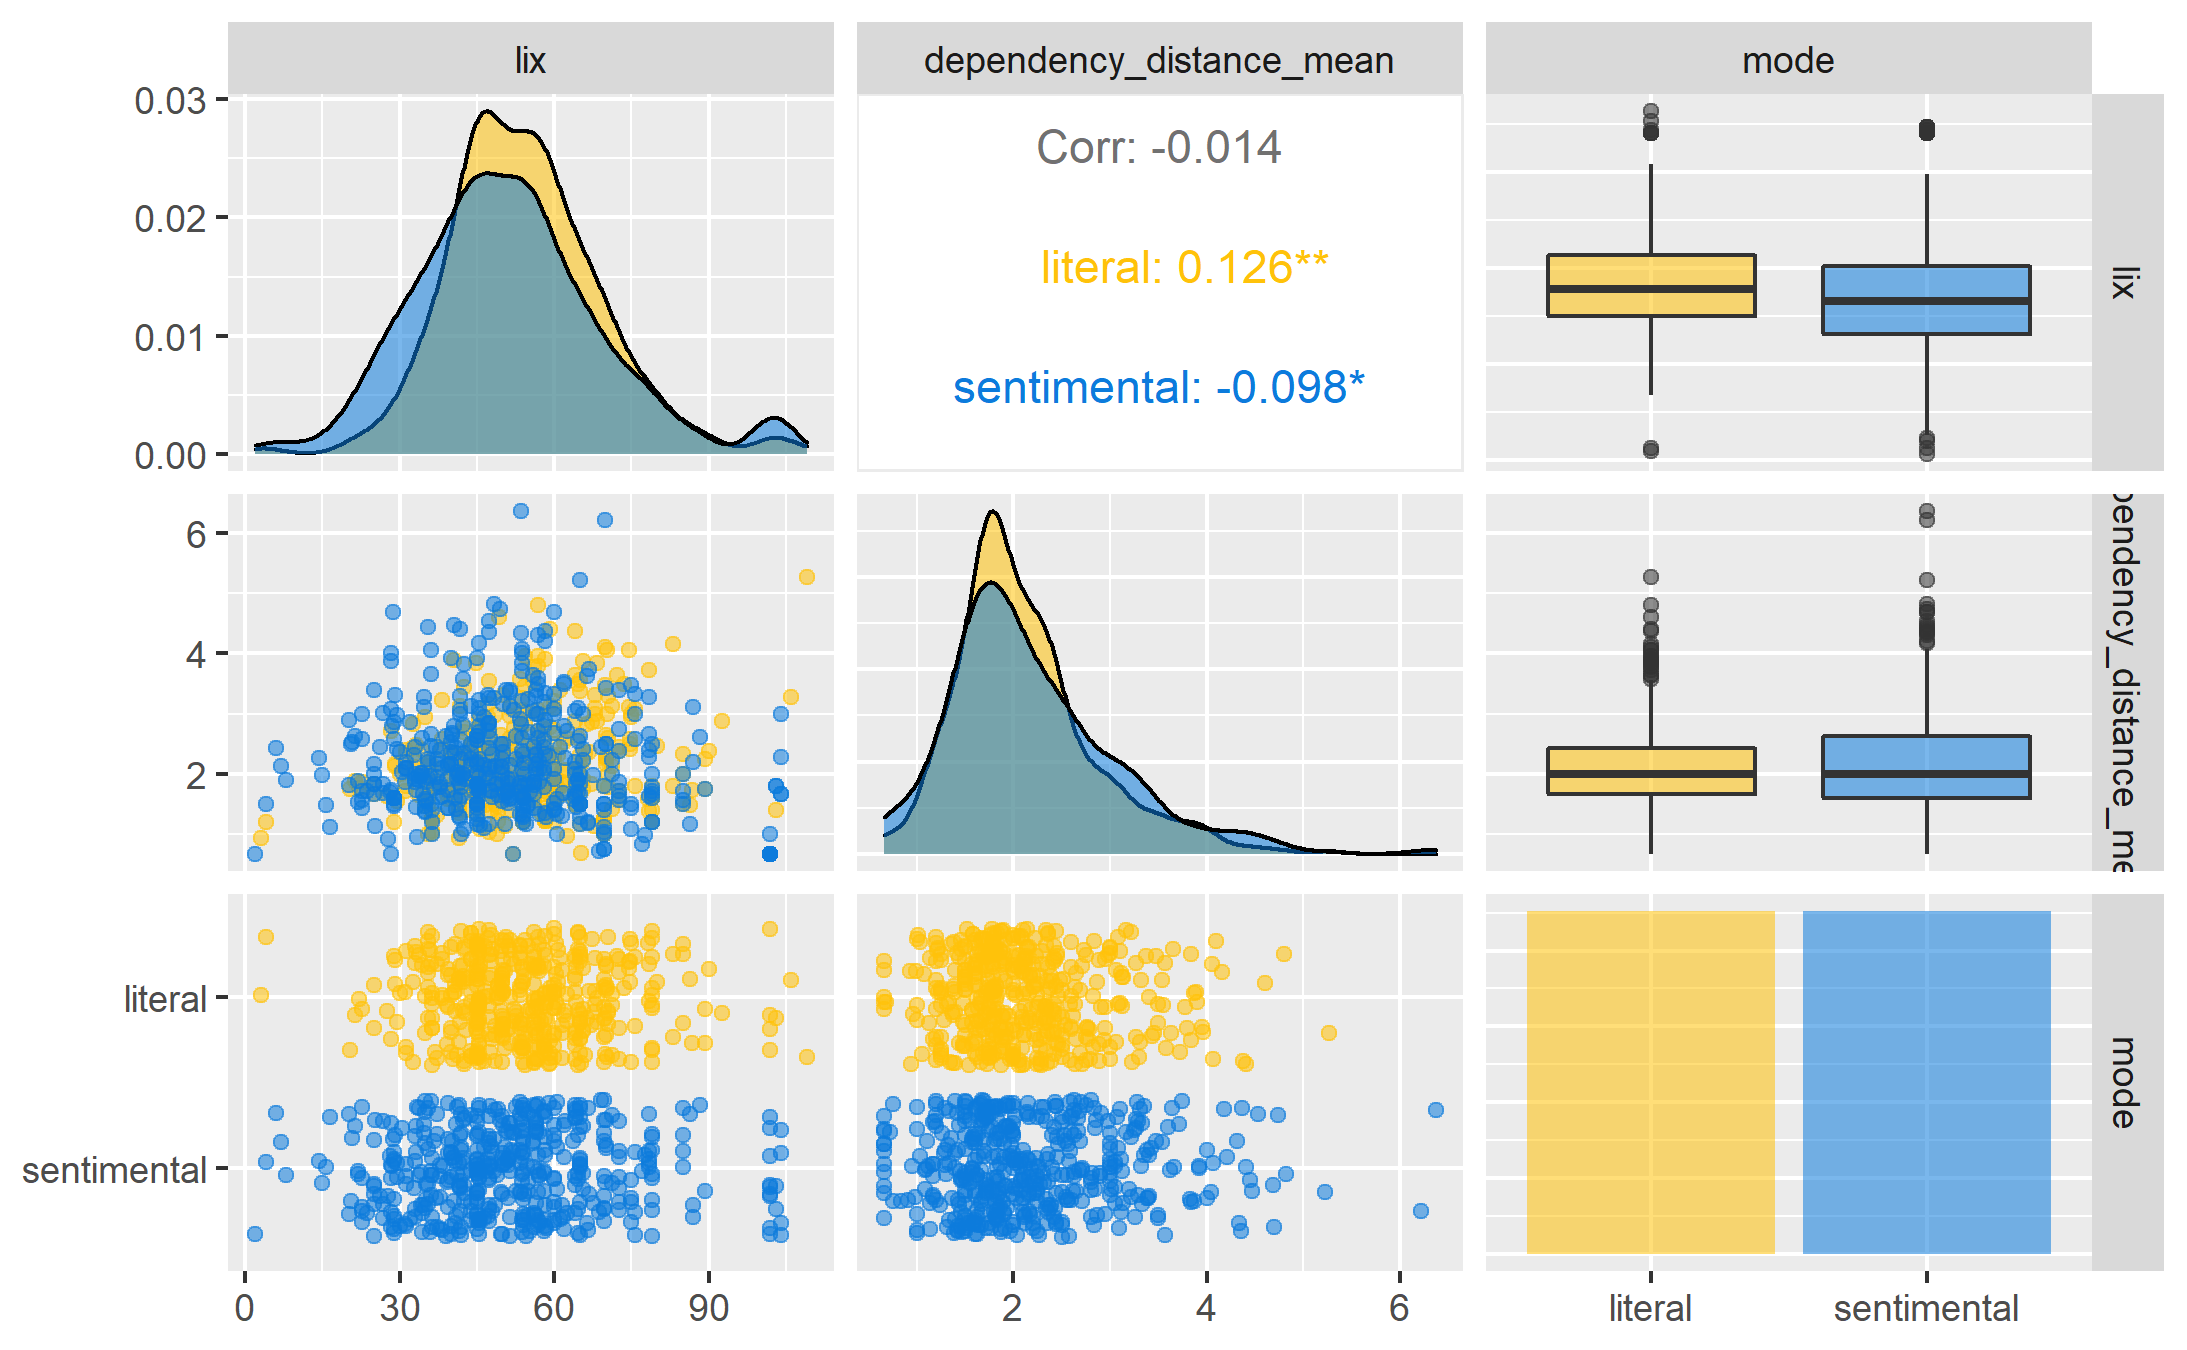 lix
dependency_distance_mean
mode
0.03
0.02
0.01
0.00
Corr: -0.014
literal: 0.126**
sentimental: -0.098*
lix
6
4
2
pendency_distance_me
literal
sentimental
mode
0 30 60 90
2 4 6
literal sentimental